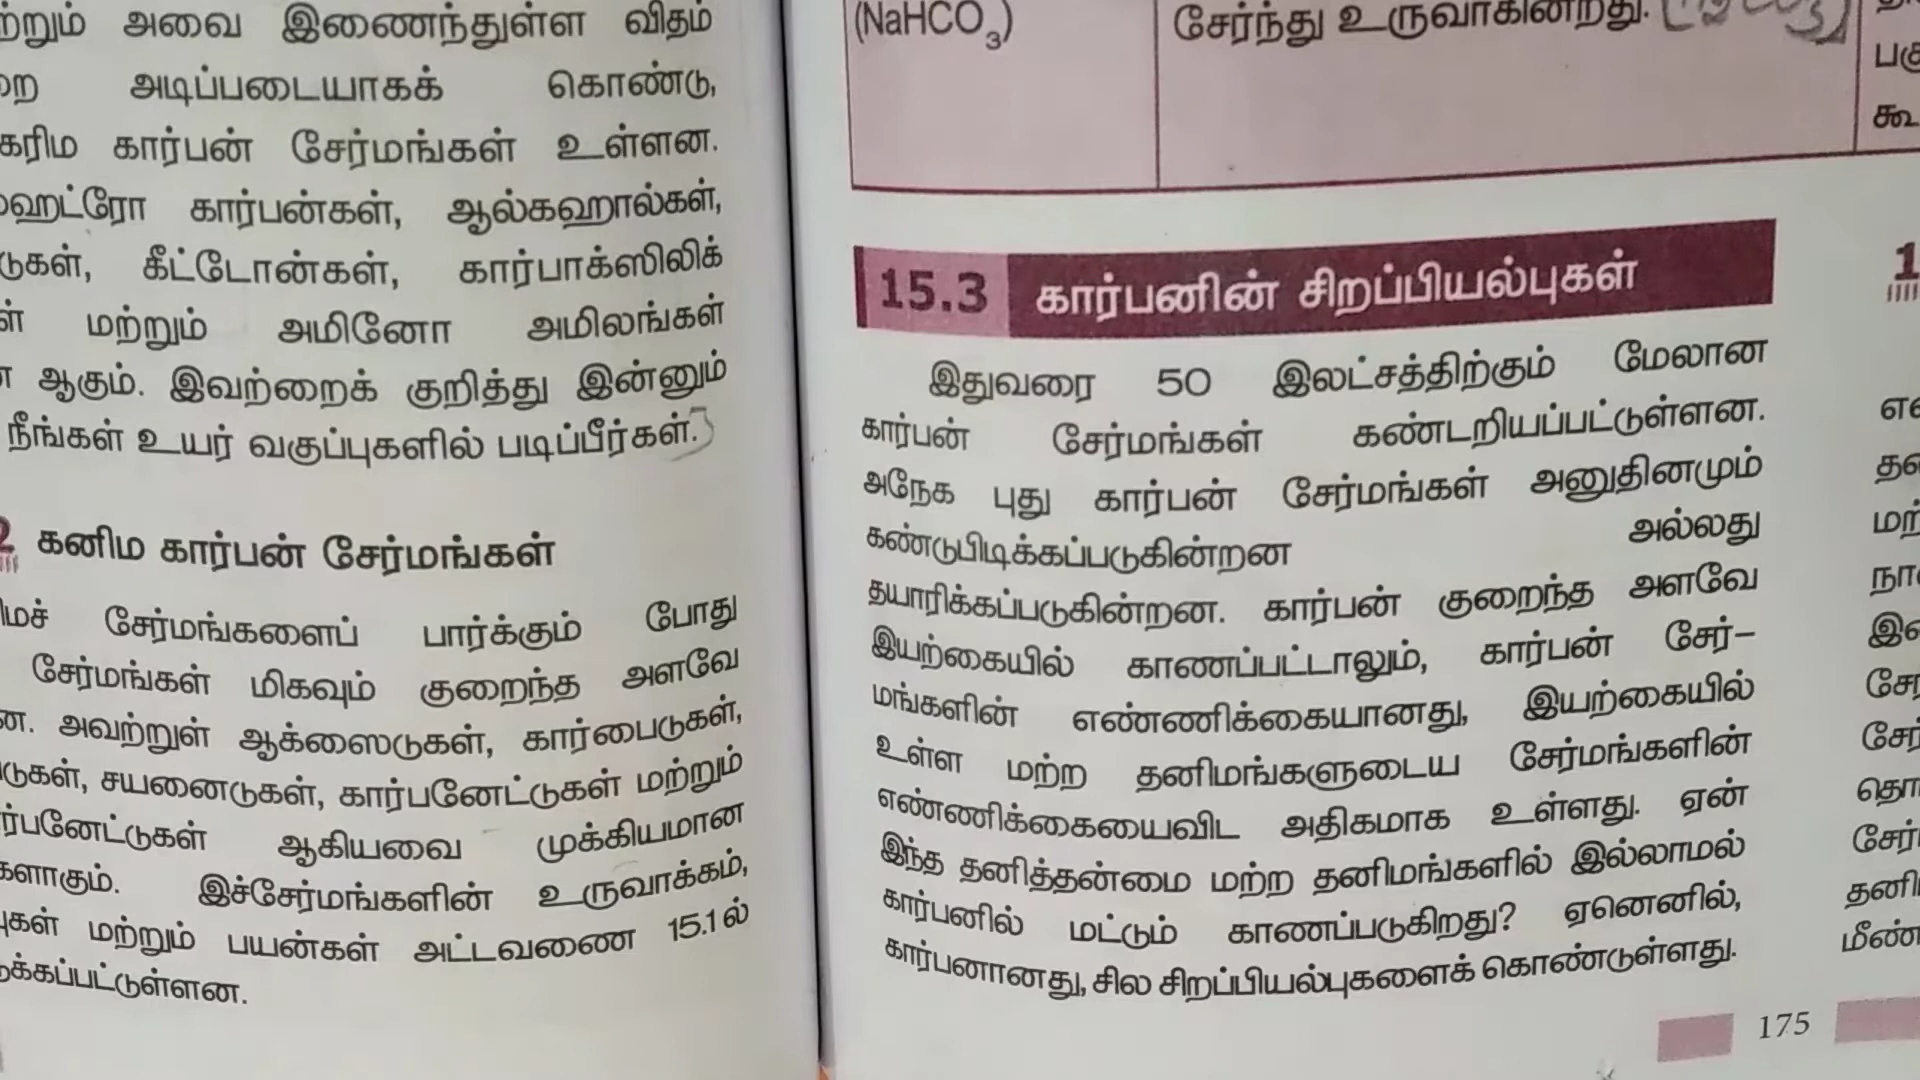 அவை இணைந்துள்ள விதம்
அடிப்படையாகக் கொண்டு,
கார்பன் சேர்மங்கள் உள்ளன.
கார்பன்கள், ஆல்கஹால்கள்,
கீட்டோன்கள், கார்பாக்ஸிலிக்
மற்றும் அமினோ அமிலங்கள்
ஆகும். இவற்றைக் குறித்து இன்னும்
நீங்கள் உயர் வகுப்புகளில் படிப்பீர்கள்.
கனிம கார்பன் சேர்மங்கள்
சேர்மங்களைப் பார்க்கும் போது
சேர்மங்கள் மிகவும் குறைந்த அளவே
அவற்றுள் ஆக்ஸைடுகள், கார்பைடுகள்,
சயனைடுகள், கார்பனேட்டுகள் மற்றும்
ஆகியவை முக்கியமான
இச்சேர்மங்களின் உருவாக்கம்,
மற்றும் பயன்கள் அட்டவணை 15.1ல்
(NaHCO3)
சேர்ந்து உருவாகின்றது.
15.3 கார்பனின் சிறப்பியல்புகள்
இதுவரை 50 இலட்சத்திற்கும் மேலான
கார்பன் சேர்மங்கள் கண்டறியப்பட்டுள்ளன.
அநேக புது கார்பன் சேர்மங்கள் அனுதினமும்
கண்டுபிடிக்கப்படுகின்றன அல்லது
தயாரிக்கப்படுகின்றன. கார்பன் குறைந்த அளவே
இயற்கையில் காணப்பட்டாலும், கார்பன் சேர்–
மங்களின் எண்ணிக்கையானது, இயற்கையில்
உள்ள மற்ற தனிமங்களுடைய சேர்மங்களின்
எண்ணிக்கையைவிட அதிகமாக உள்ளது. ஏன்
இந்த தனித்தன்மை மற்ற தனிமங்களில் இல்லாமல்
கார்பனில் மட்டும் காணப்படுகிறது? ஏனெனில்,
கார்பனானது, சில சிறப்பியல்புகளைக் கொண்டுள்ளது.
175